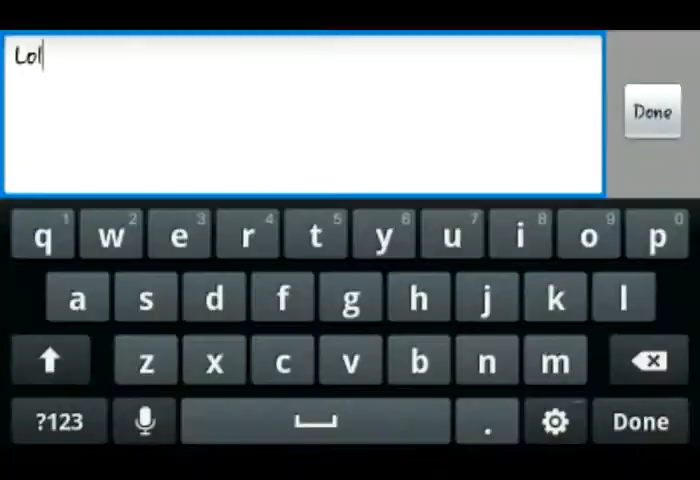 Lol
Done
q 1 w 2 e 3 r 4 t 5 y 6 u 7 i 8 o 9 p 0
a s d f g h j k l
z x c v b n m
?123 . Done